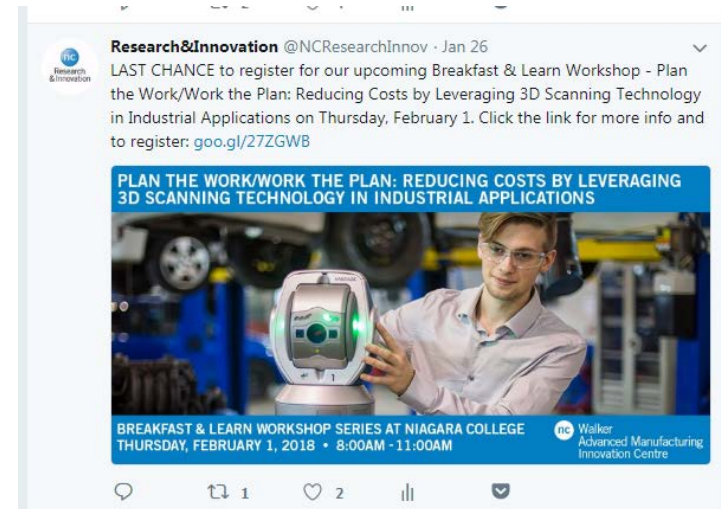 Research&Innovation @NCResearchInnov · Jan 26
nc
Research
& Innovation
LAST CHANCE to register for our upcoming Breakfast & Learn Workshop - Plan
the Work/Work the Plan: Reducing Costs by Leveraging 3D Scanning Technology
in Industrial Applications on Thursday, February 1. Click the link for more info and
to register: goo.gl/27ZGWB
PLAN THE WORK/WORK THE PLAN: REDUCING COSTS BY LEVERAGING
3D SCANNING TECHNOLOGY IN INDUSTRIAL APPLICATIONS
BREAKFAST & LEARN WORKSHOP SERIES AT NIAGARA COLLEGE
THURSDAY, FEBRUARY 1, 2018 • 8:00AM - 11:00AM
nc Walker
Advanced Manufacturing
Innovation Centre
1 2